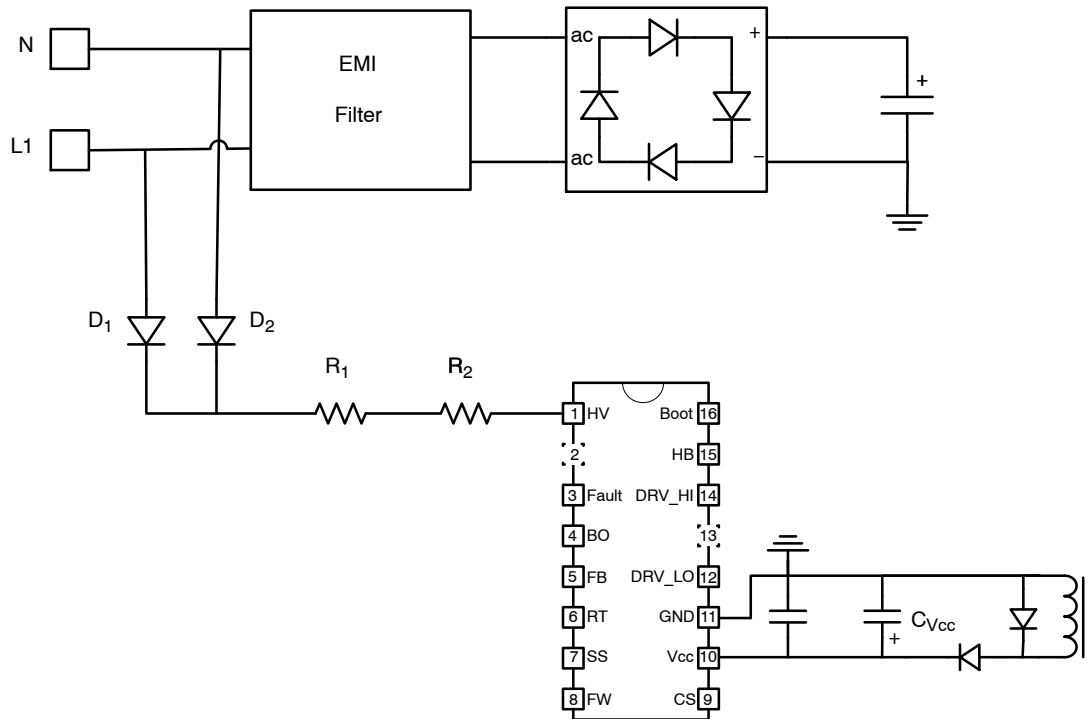 N
EMI
Filter
ac
+
+
L1
ac
−
D1
D2
R1
R2
1 HV
Boot 16
2
HB 15
3 Fault
DRV_HI 14
4 BO
13
5 FB
DRV_LO 12
6 RT
GND 11
CVcc
+
7 SS
Vcc 10
8 FW
CS 9